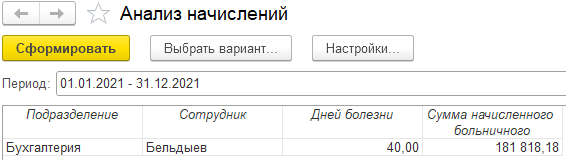 Анализ начислений
Сформировать Выбрать вариант... Настройки...
Период: 01.01.2021 - 31.12.2021
Подразделение Сотрудник Дней болезни Сумма начисленного больничного
Бухгалтерия Бельдыев 40,00 181 818,18